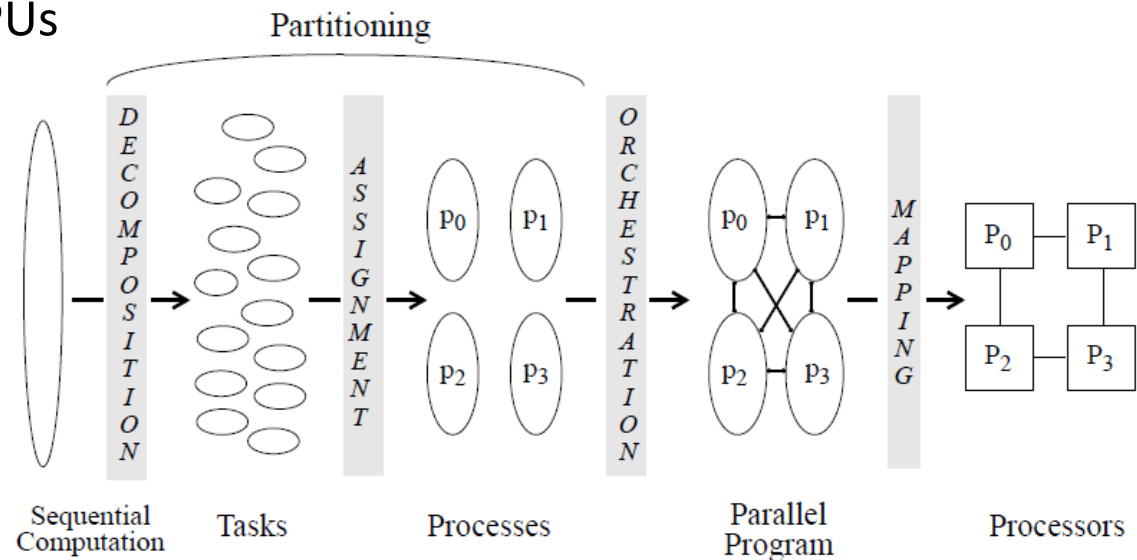 PUs
Partitioning
DECOMPOSITION
ASSIGNMENT
ORCHESTRATION
MAPPING
p0 p1
p2 p3
p0 p1
p2 p3
P0 P1
P2 P3
Sequential
Computation
Tasks
Processes
Parallel
Program
Processors